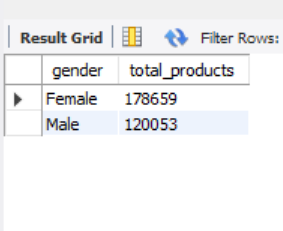 Result Grid Filter Rows:
gender total_products
Female 178659
Male 120053